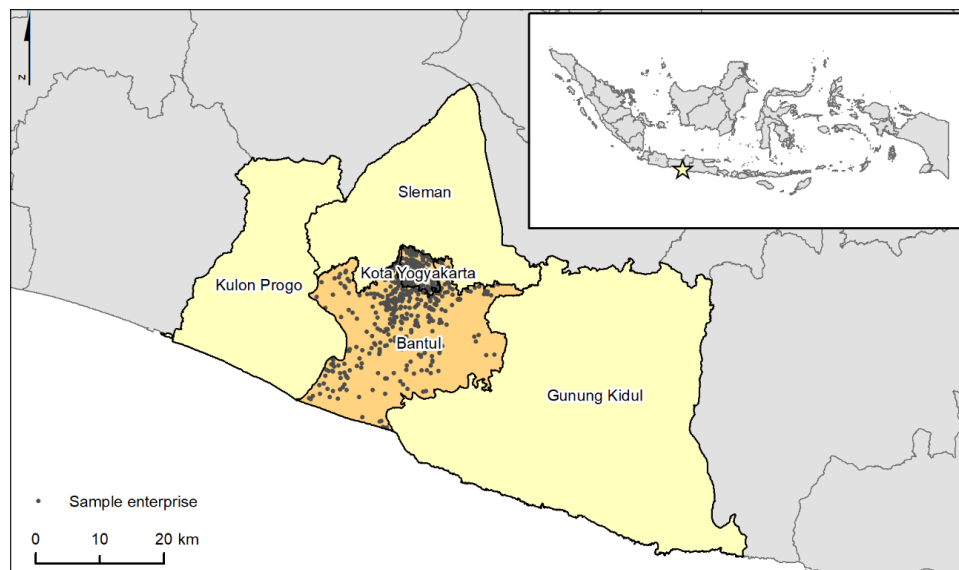 N
Sleman
Kota Yogyakarta
Kulon Progo
Bantul
Gunung Kidul
Sample enterprise
0 10 20 km